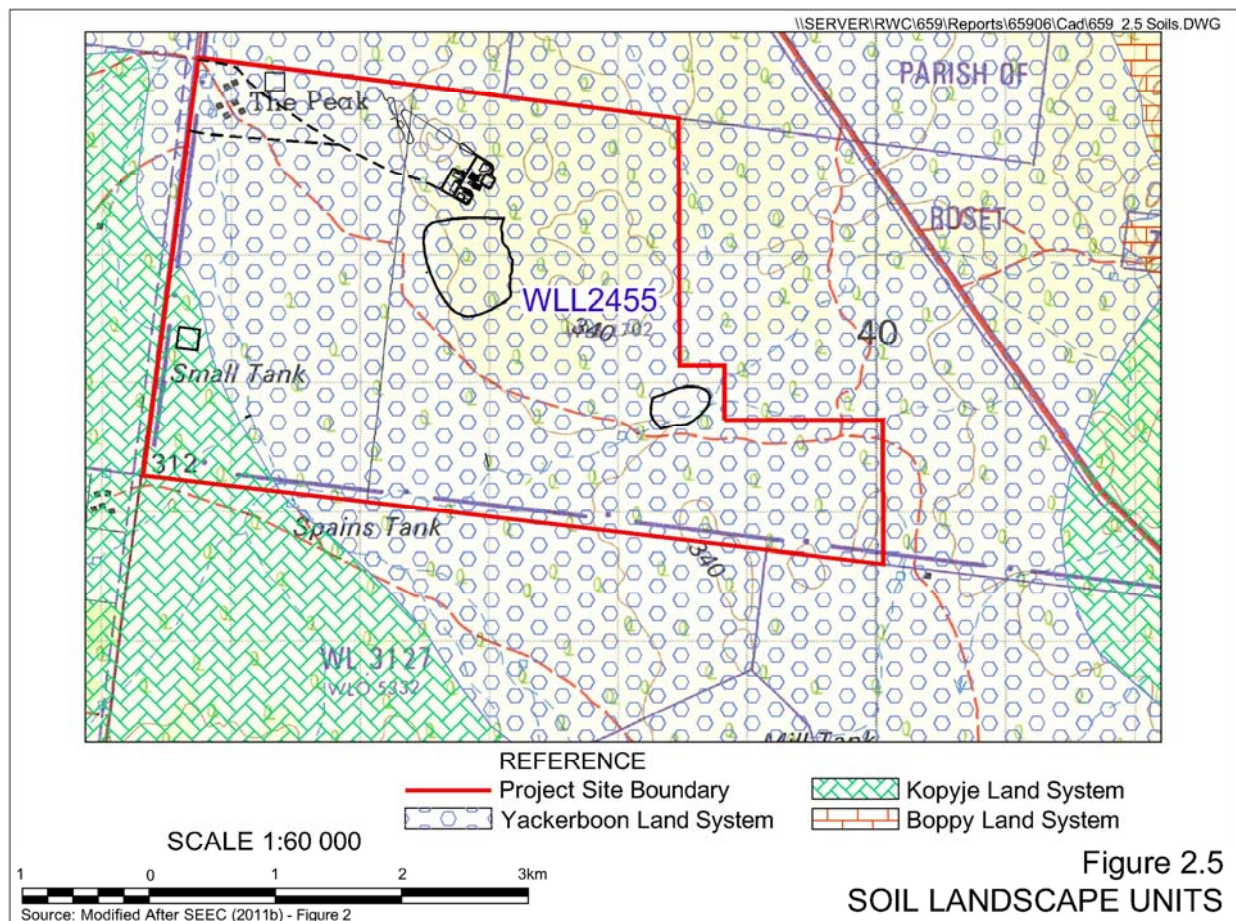 \\SERVER\RWC\659\Reports\65906\Cad\659_2.5 Soils.DWG
PARISH OF
The Peak
ROSET
WLL2455
340
40
Small Tank
312
Spains Tank
340
WL 3127
(WLO 5332
Mill Tank
REFERENCE
Project Site Boundary
Kopyje Land System
Yackerboon Land System
Boppy Land System
SCALE 1:60 000
1 0 1 2 3km
Source: Modified After SEEC (2011b) - Figure 2
Figure 2.5
SOIL LANDSCAPE UNITS